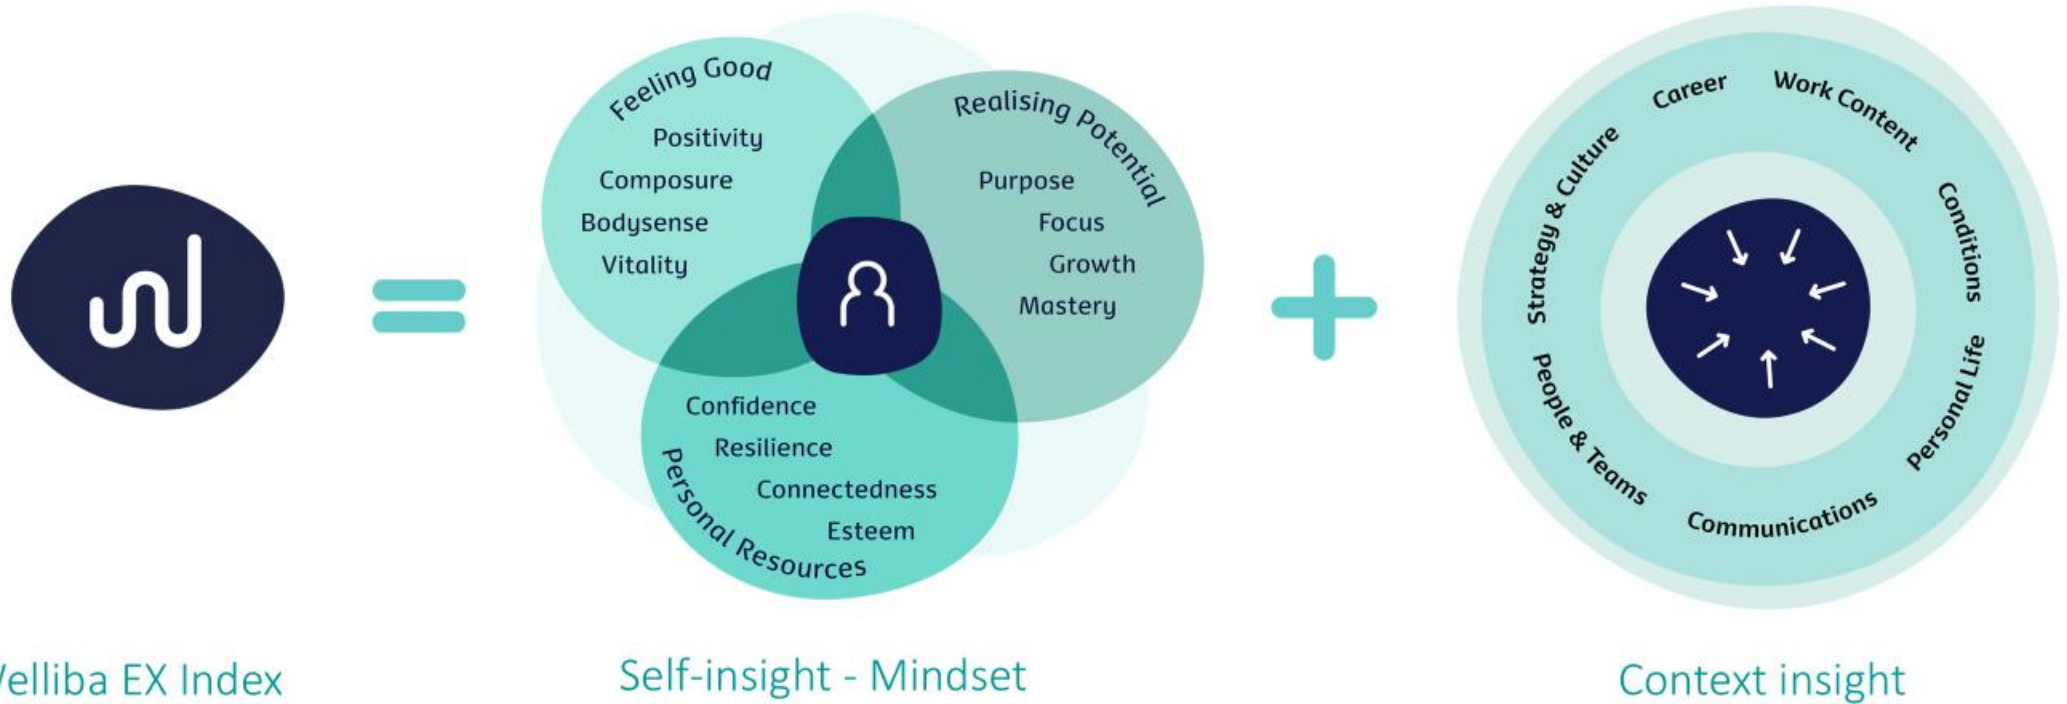 Feeling Good
Positivity
Composure
Bodysense
Vitality
Realising Potential
Purpose
Focus
Growth
Mastery
Confidence
Resilience
Connectedness
Esteem
Personal Resources
Career
Work Content
Conditions
Personal Life
Communications
People & Teams
Strategy & Culture
elliba EX Index
Self-insight - Mindset
Context insight